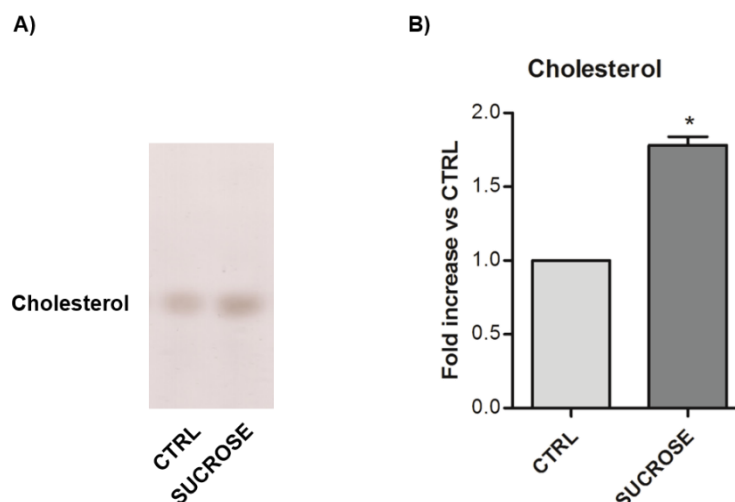 A)
Cholesterol
CTRL
SUCROSE
B)
Cholesterol
Fold increase vs CTRL
2.0
1.5
1.0
0.5
0.0
*
CTRL
SUCROSE